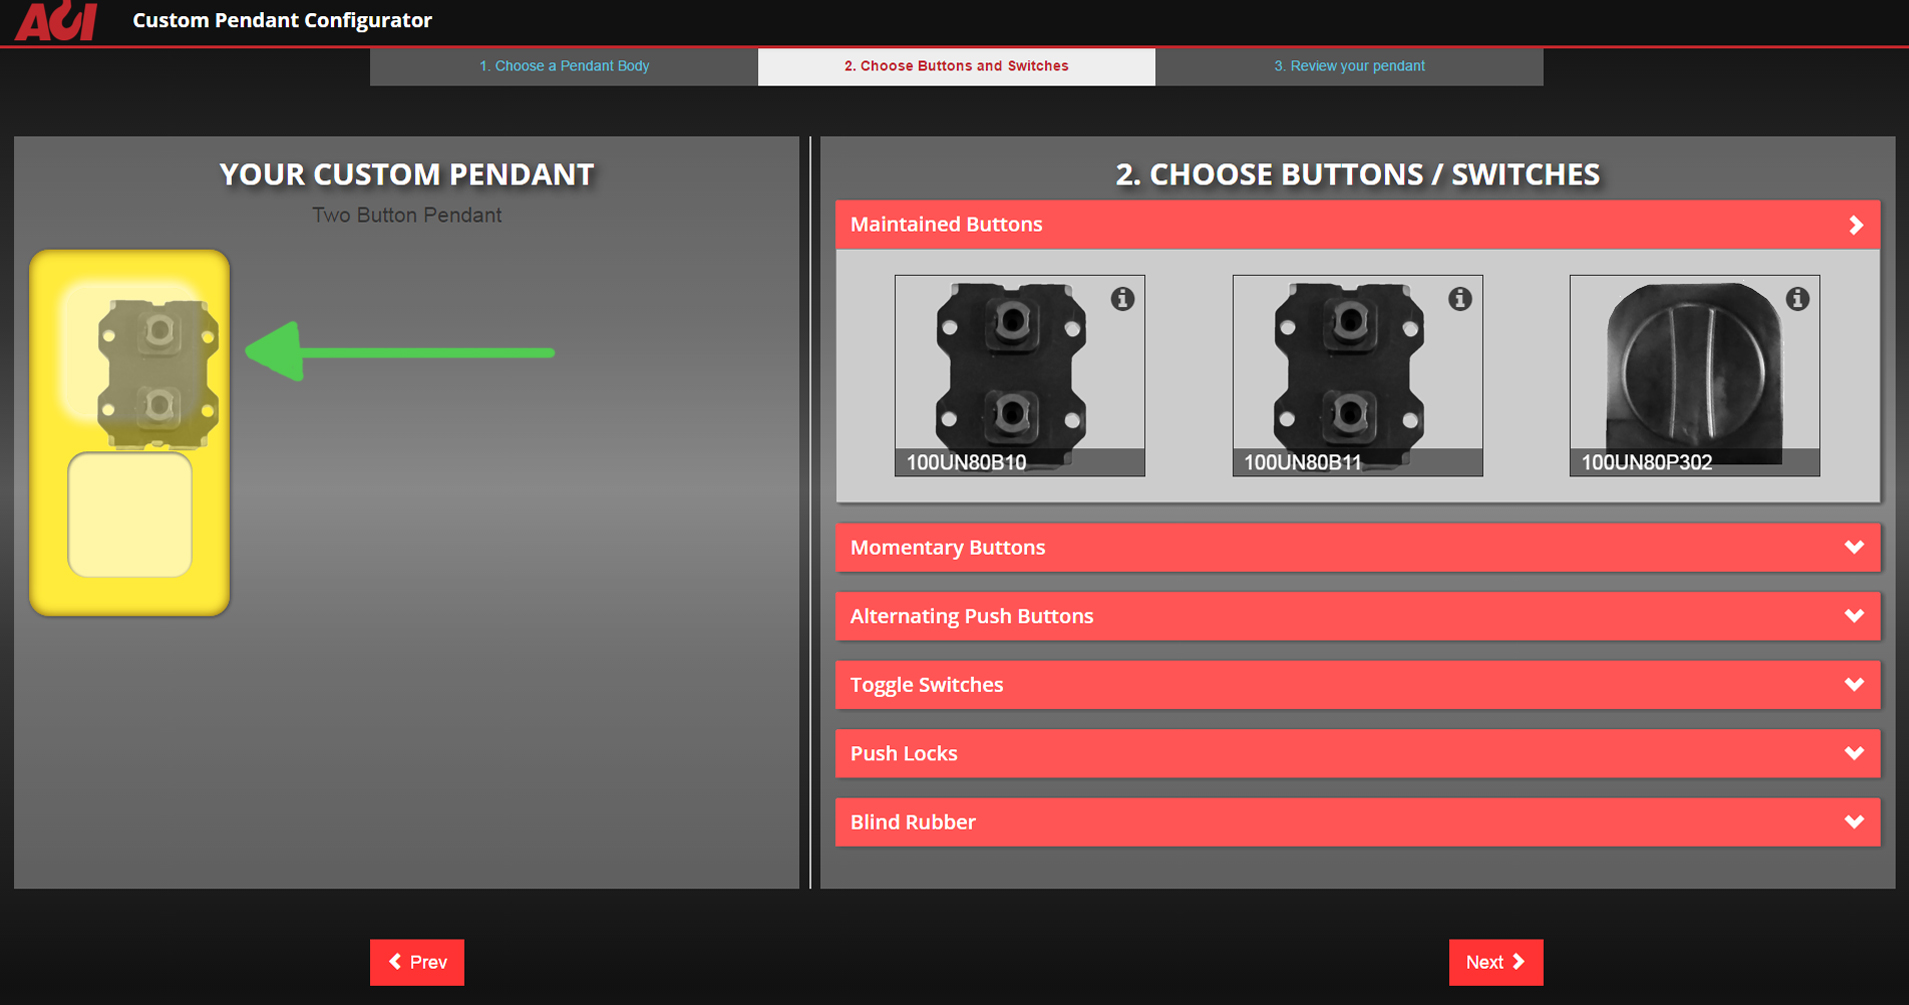 ACI
Custom Pendant Configurator
1. Choose a Pendant Body
2. Choose Buttons and Switches
3. Review your pendant
YOUR CUSTOM PENDANT
Two Button Pendant
2. CHOOSE BUTTONS / SWITCHES
Maintained Buttons
100UN80B10
100UN80B11
100UN80P302
Momentary Buttons
Alternating Push Buttons
Toggle Switches
Push Locks
Blind Rubber
Prev
Next